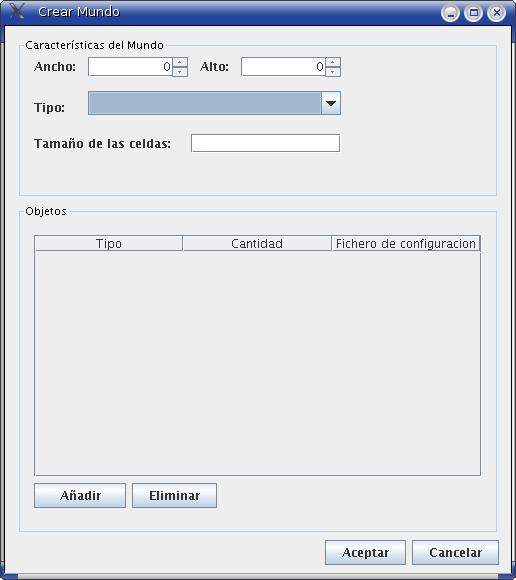 Crear Mundo
Características del Mundo
Ancho: 0 Alto: 0
Tipo:
Tamaño de las celdas:
Objetos
Tipo Cantidad Fichero de configuracion
Añadir Eliminar
Aceptar Cancelar